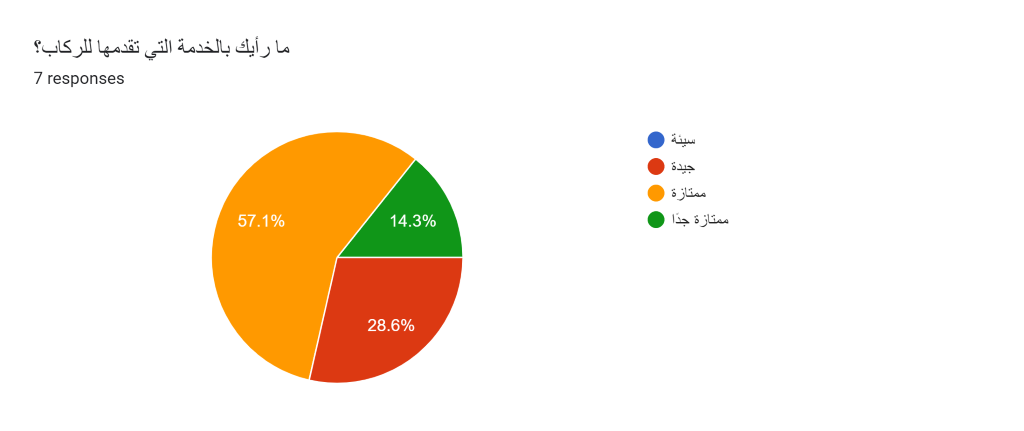 ما رأيك بالخدمة التي تقدمها للركاب؟
7 responses
57.1%
14.3%
28.6%
سيئة
جيدة
ممتازة
ممتازة جدًا